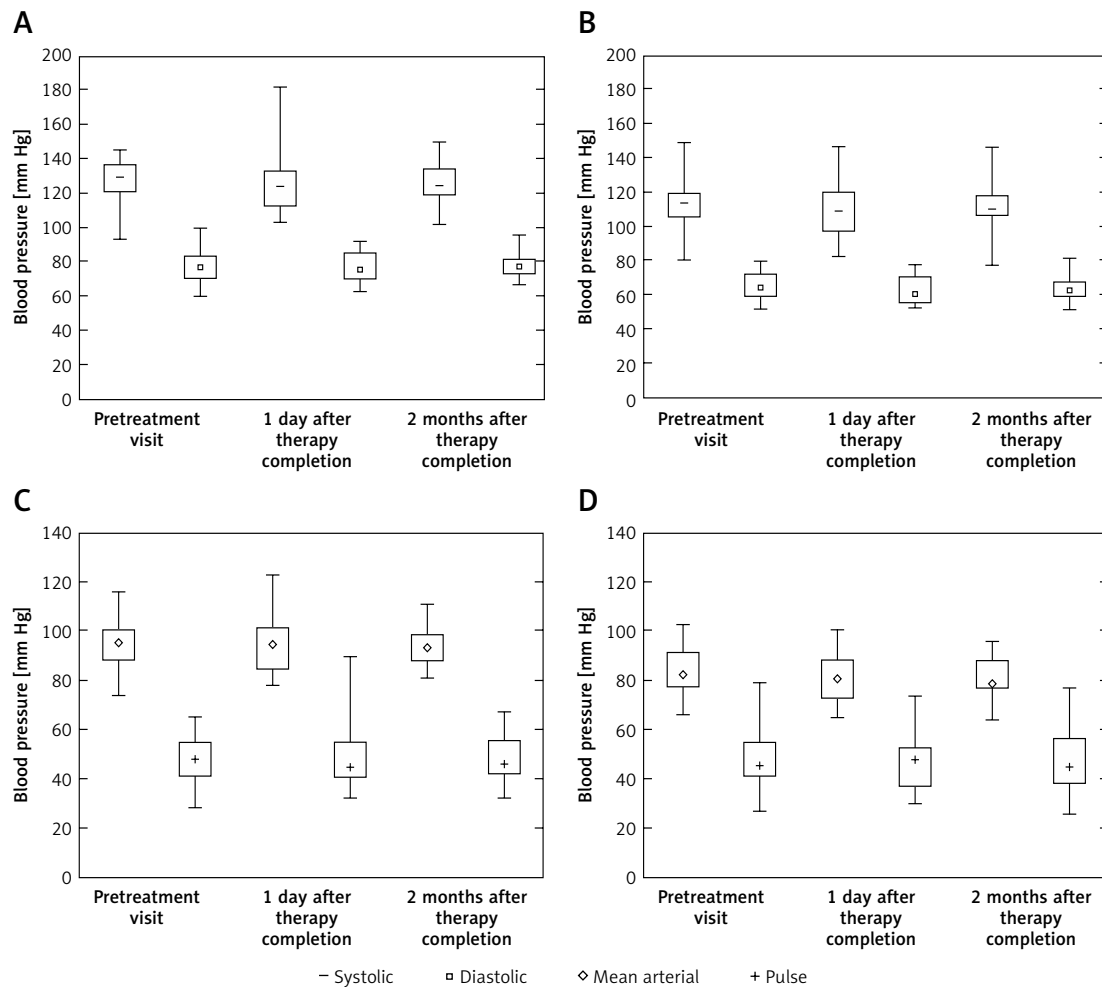 A
Blood pressure [mm Hg]
200
180
160
140
120
100
80
60
40
20
0
Pretreatment visit
1 day after therapy completion
2 months after therapy completion
B
Blood pressure [mm Hg]
200
180
160
140
120
100
80
60
40
20
0
Pretreatment visit
1 day after therapy completion
2 months after therapy completion
C
Blood pressure [mm Hg]
140
120
100
80
60
40
20
0
Pretreatment visit
1 day after therapy completion
2 months after therapy completion
D
Blood pressure [mm Hg]
140
120
100
80
60
40
20
0
Pretreatment visit
1 day after therapy completion
2 months after therapy completion
Systolic Diastolic Mean arterial Pulse